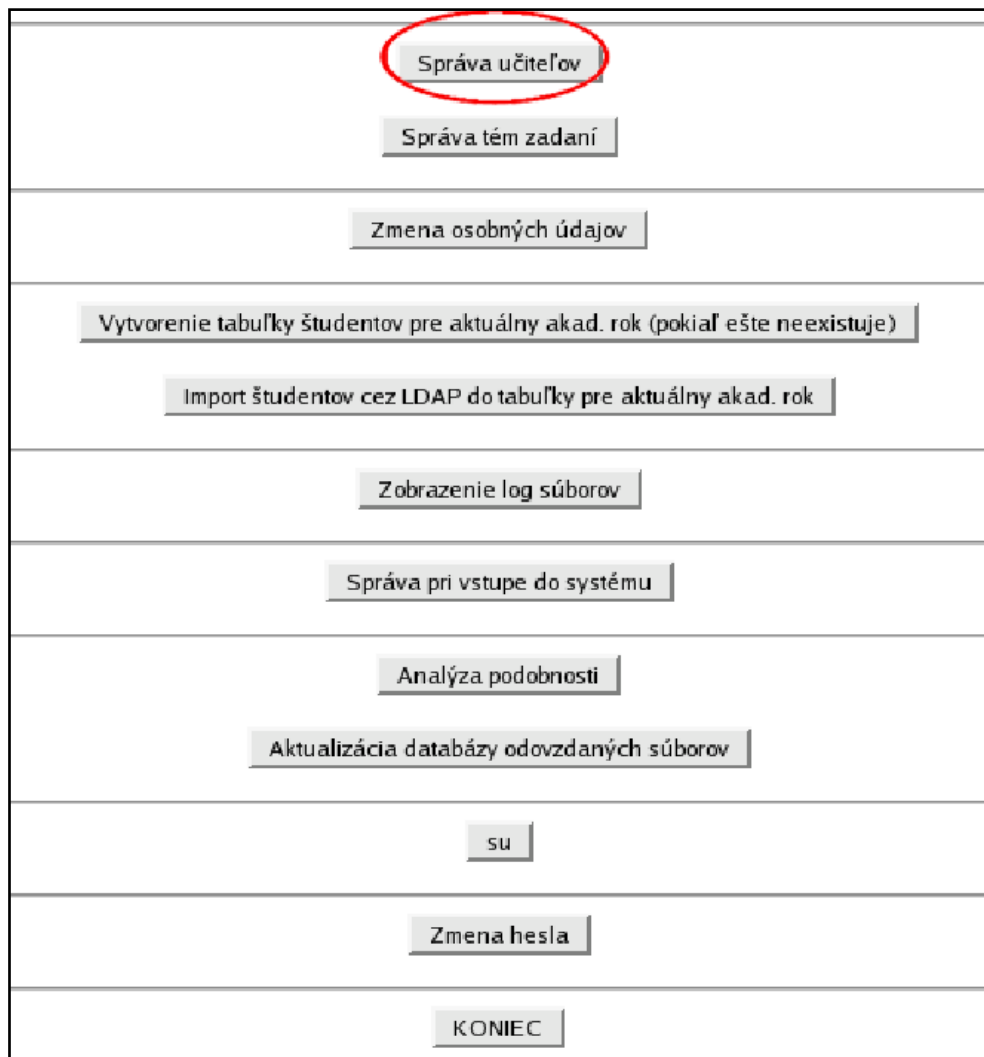 Správa učiteľov
Správa tém zadaní
Zmena osobných údajov
Vytvorenie tabuľky študentov pre aktuálny akad. rok (pokiaľ ešte neexistuje)
Import študentov cez LDAP do tabuľky pre aktuálny akad. rok
Zobrazenie log súborov
Správa pri vstupe do systému
Analýza podobnosti
Aktualizácia databázy odovzdaných súborov
su
Zmena hesla
KONIEC